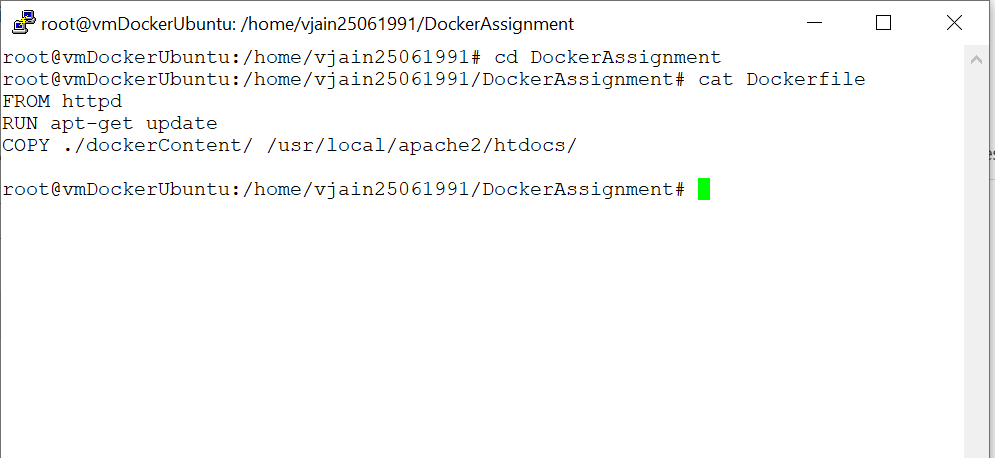 root@vmDockerUbuntu: /home/vjain25061991/DockerAssignment
root@vmDockerUbuntu:/home/vjain25061991# cd DockerAssignment
root@vmDockerUbuntu:/home/vjain25061991/DockerAssignment# cat Dockerfile
FROM httpd
RUN apt-get update
COPY ./dockerContent/ /usr/local/apache2/htdocs/
root@vmDockerUbuntu:/home/vjain25061991/DockerAssignment#